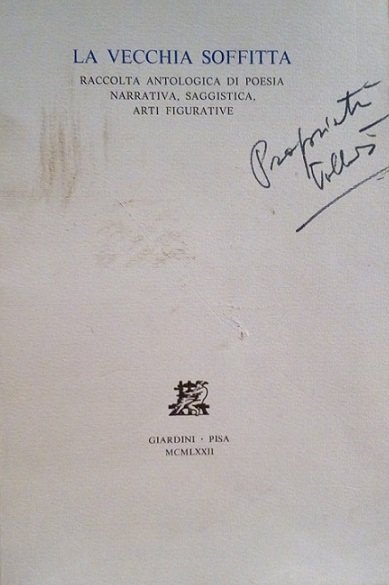 LA VECCHIA SOFFITTA
RACCOLTA ANTOLOGICA DI POESIA
NARRATIVA, SAGGISTICA,
ARTI FIGURATIVE
Proprietà
GIARDINI · PISA
MCMLXXII